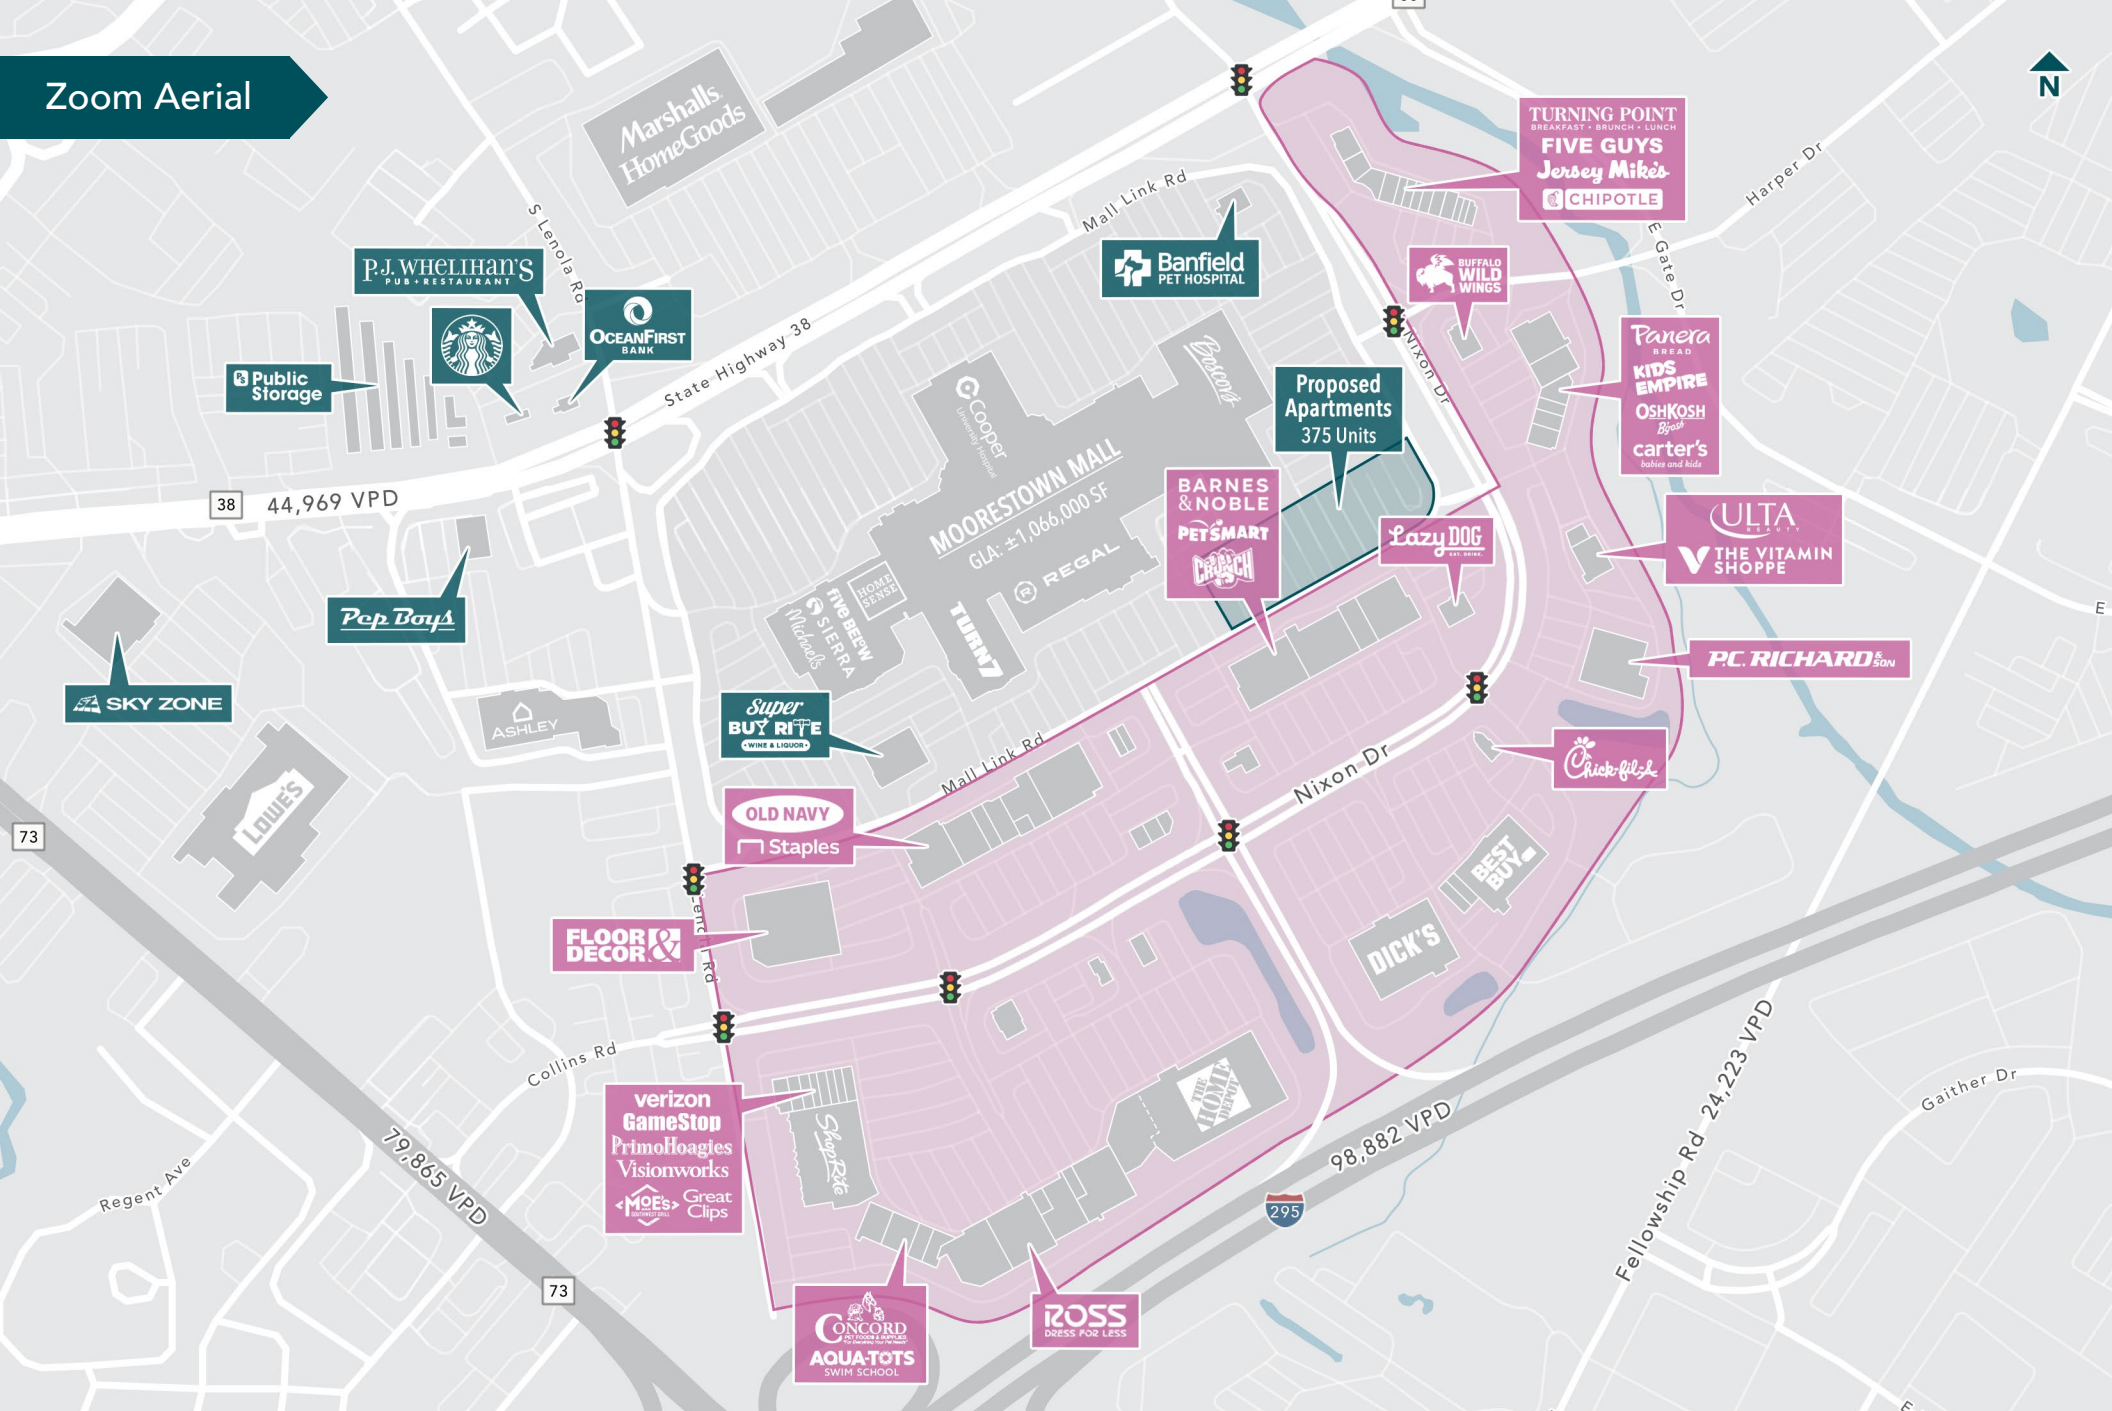 Zoom Aerial
N
Marshalls
HomeGoods
TURNING POINT
BREAKFAST • BRUNCH • LUNCH
FIVE GUYS
Jersey Mike's
CHIPOTLE
Harper Dr
E Gate Dr
Mall Link Rd
S Lenola Rd
Banfield
PET HOSPITAL
BUFFALO
WILD
WINGS
P.J. WHELIHAN'S
PUB + RESTAURANT
OCEANFIRST
BANK
PS Public
Storage
State Highway 38
Nixon Dr
Boscov's
Panera
BREAD
KIDS
EMPIRE
OSHKOSH
B'gosh
carter's
babies and kids
Proposed
Apartments
375 Units
Cooper
University Hospital
MOORESTOWN MALL
GLA: ±1,066,000 SF
R REGAL
38
44,969 VPD
BARNES
&NOBLE
PETSMART
CRUNCH
Lazy DOG
EST. DRINK.
ULTA
BEAUTY
THE VITAMIN
SHOPPE
HOME
SENSE
five BEL°W
SIERRA
Michaels
TURN7
Pep Boys
P.C. RICHARD & SON
SZ SKY ZONE
ASHLEY
Super
BUY RITE
• WINE & LIQUOR •
Mall Link Rd
Nixon Dr
Chick-fil-A
LOWE'S
OLD NAVY
Staples
73
BEST
BUY
FLOOR &
DECOR
Rd
DICK'S
Collins Rd
THE
HOME
DEPOT
verizon
GameStop
PrimoHoagies
Visionworks
MOE'S
SOUTHWEST GRILL
Great
Clips
ShopRite
79,865 VPD
98,882 VPD
Fellowship Rd 24,223 VPD
Gaither Dr
Regent Ave
295
73
CONCORD
PET FOODS & SUPPLIES
AQUA-TOTS
SWIM SCHOOL
ROSS
DRESS FOR LESS
E
E